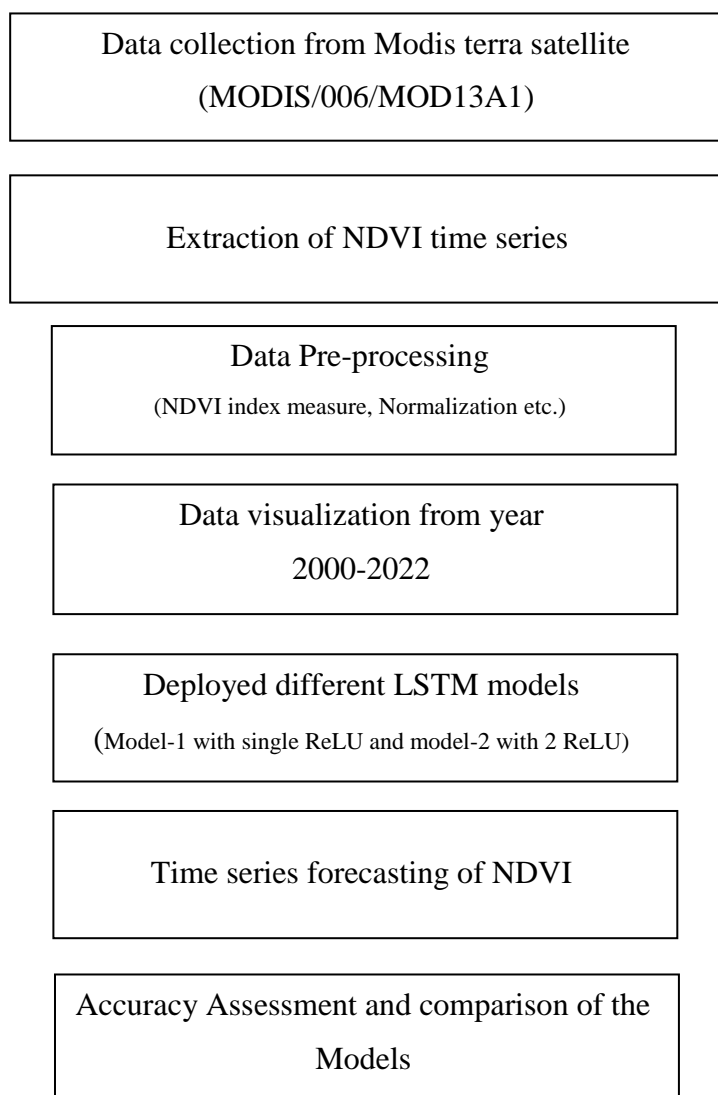 Data collection from Modis terra satellite
(MODIS/006/MOD13A1)
Extraction of NDVI time series
Data Pre-processing
(NDVI index measure, Normalization etc.)
Data visualization from year
2000-2022
Deployed different LSTM models
(Model-1 with single ReLU and model-2 with 2 ReLU)
Time series forecasting of NDVI
Accuracy Assessment and comparison of the
Models